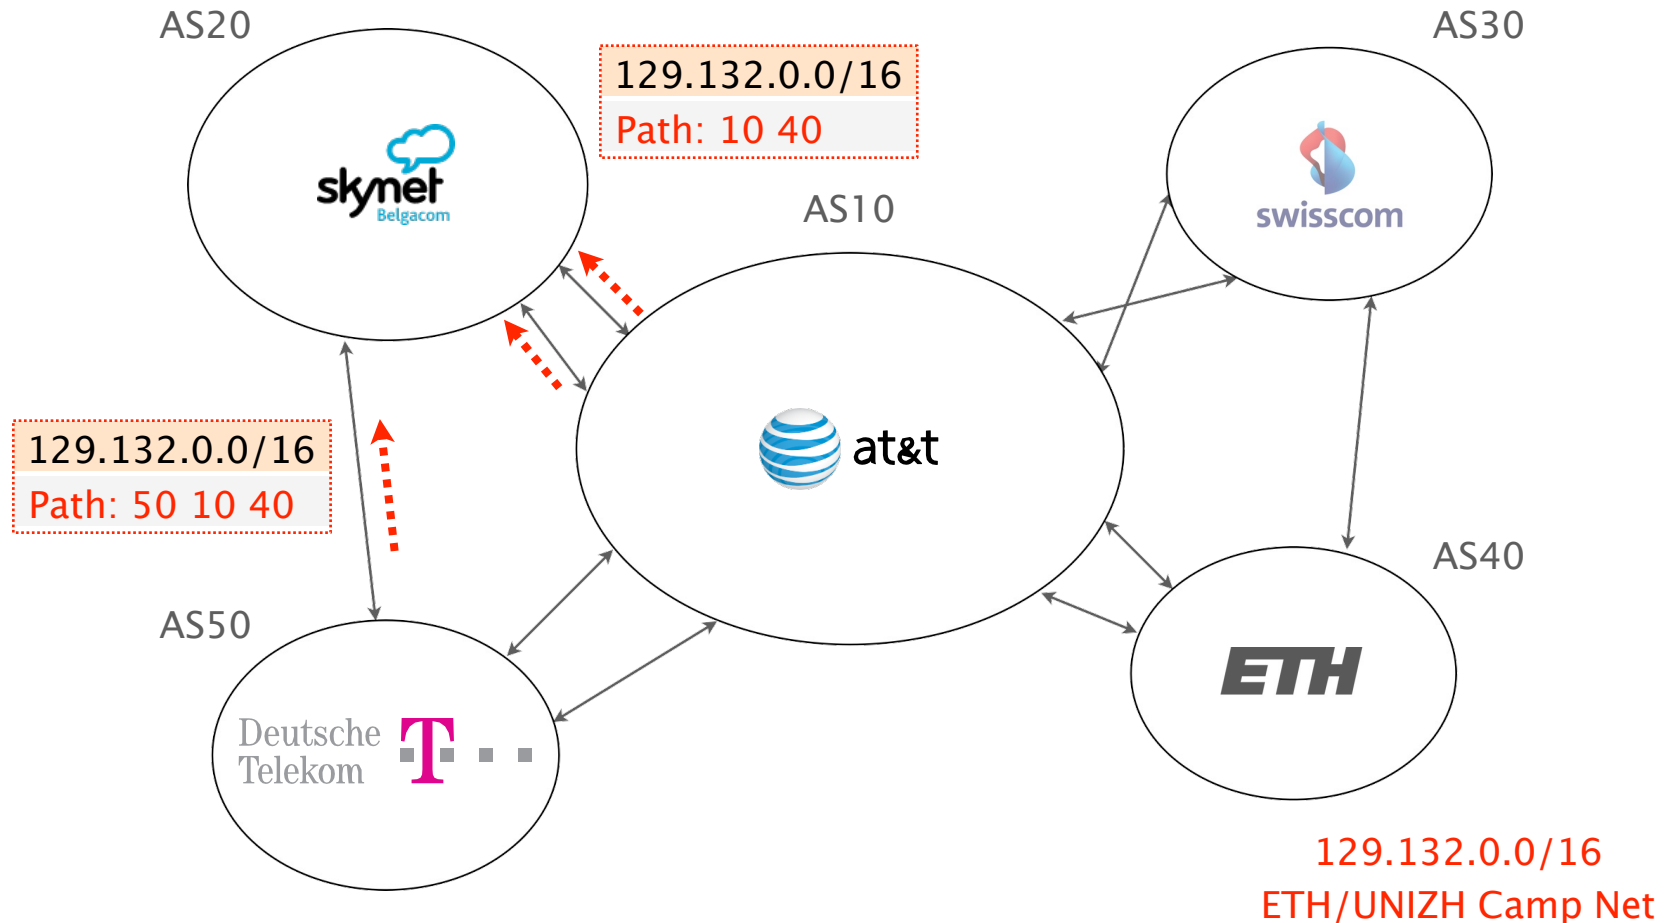 AS20
AS30
129.132.0.0/16
Path: 10 40
skynet
Belgacom
AS10
swisscom
at&t
129.132.0.0/16
Path: 50 10 40
AS40
AS50
ETH
Deutsche
Telekom
T
129.132.0.0/16
ETH/UNIZH Camp Net